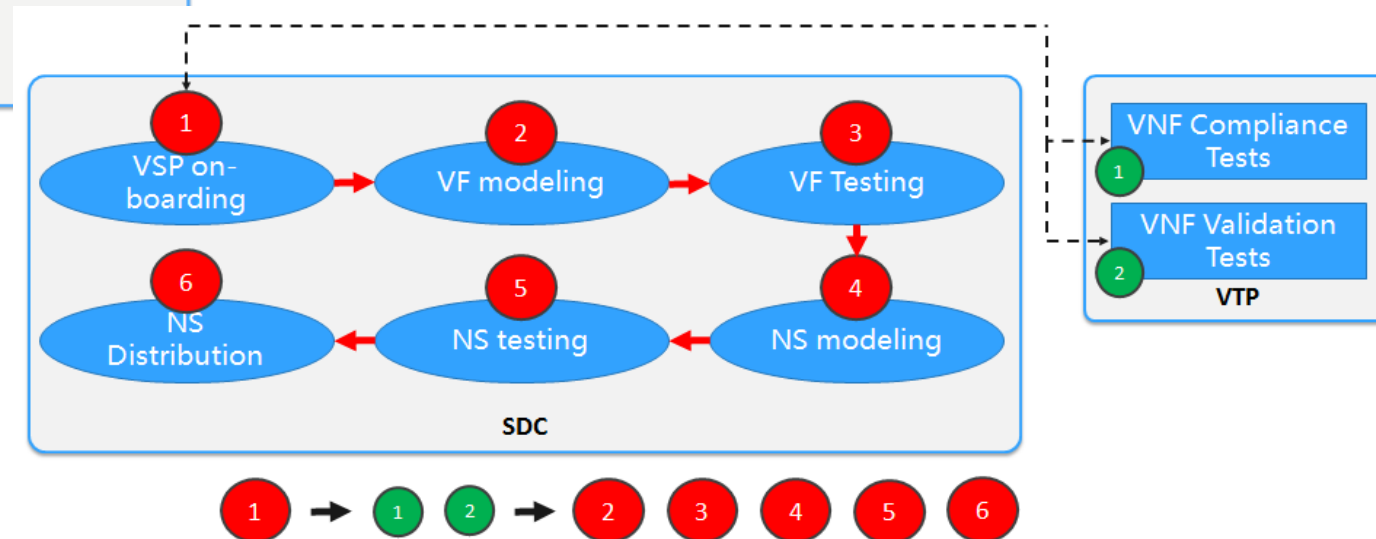 1
2
3
VSP on-
boarding
VF modeling
VF Testing
6
5
4
NS
Distribution
NS testing
NS modeling
SDC
VNF Compliance
Tests
1
VNF Validation
Tests
2
VTP
1 1 2 2 3 4 5 6